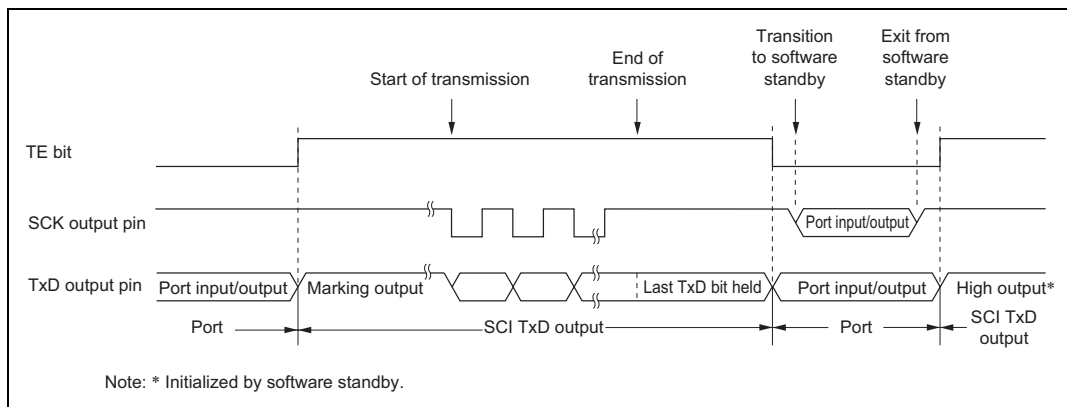 Start of transmission
End of
transmission
Transition
to software
standby
Exit from
software
standby
TE bit
SCK output pin
Port input/output
TxD output pin
Port input/output
Marking output
Last TxD bit held
Port input/output
High output*
Port
SCI TxD output
Port
SCI TxD
output
Note: * Initialized by software standby.